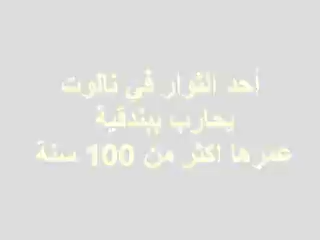 أحد الثوار في نالوت
يحارب ببندقية
عمرها اكثر من 100 سنة